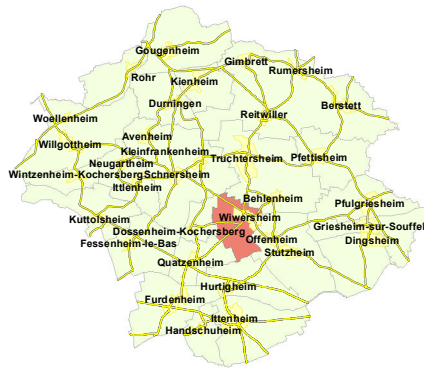 Gougenheim
Gimbrett
Rumersheim
Rohr
Kienheim
Durningen
Berstett
Woellenheim
Reitwiller
Avenheim
Willgottheim
Kleinfrankenheim
Neugartheim
Truchtersheim
Pfettisheim
Wintzenheim-Kochersberg
Schnersheim
Ittlenheim
Behlenheim
Pfulgriesheim
Kuttolsheim
Wiwersheim
Dossenheim-Kochersberg
Griesheim-sur-Souffel
Fessenheim-le-Bas
Offenheim
Dingsheim
Stutzheim
Quatzenheim
Hurtigheim
Furdenheim
Ittenheim
Handschuheim